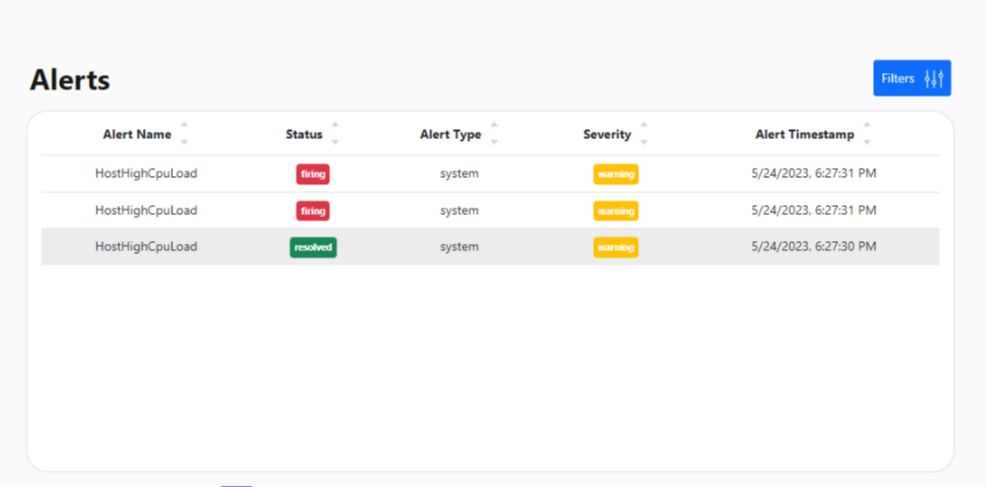 Alerts
Filters
Alert Name Status Alert Type Severity Alert Timestamp
HostHighCpuLoad firing system warning 5/24/2023, 6:27:31 PM
HostHighCpuLoad firing system warning 5/24/2023, 6:27:31 PM
HostHighCpuLoad resolved system warning 5/24/2023, 6:27:30 PM